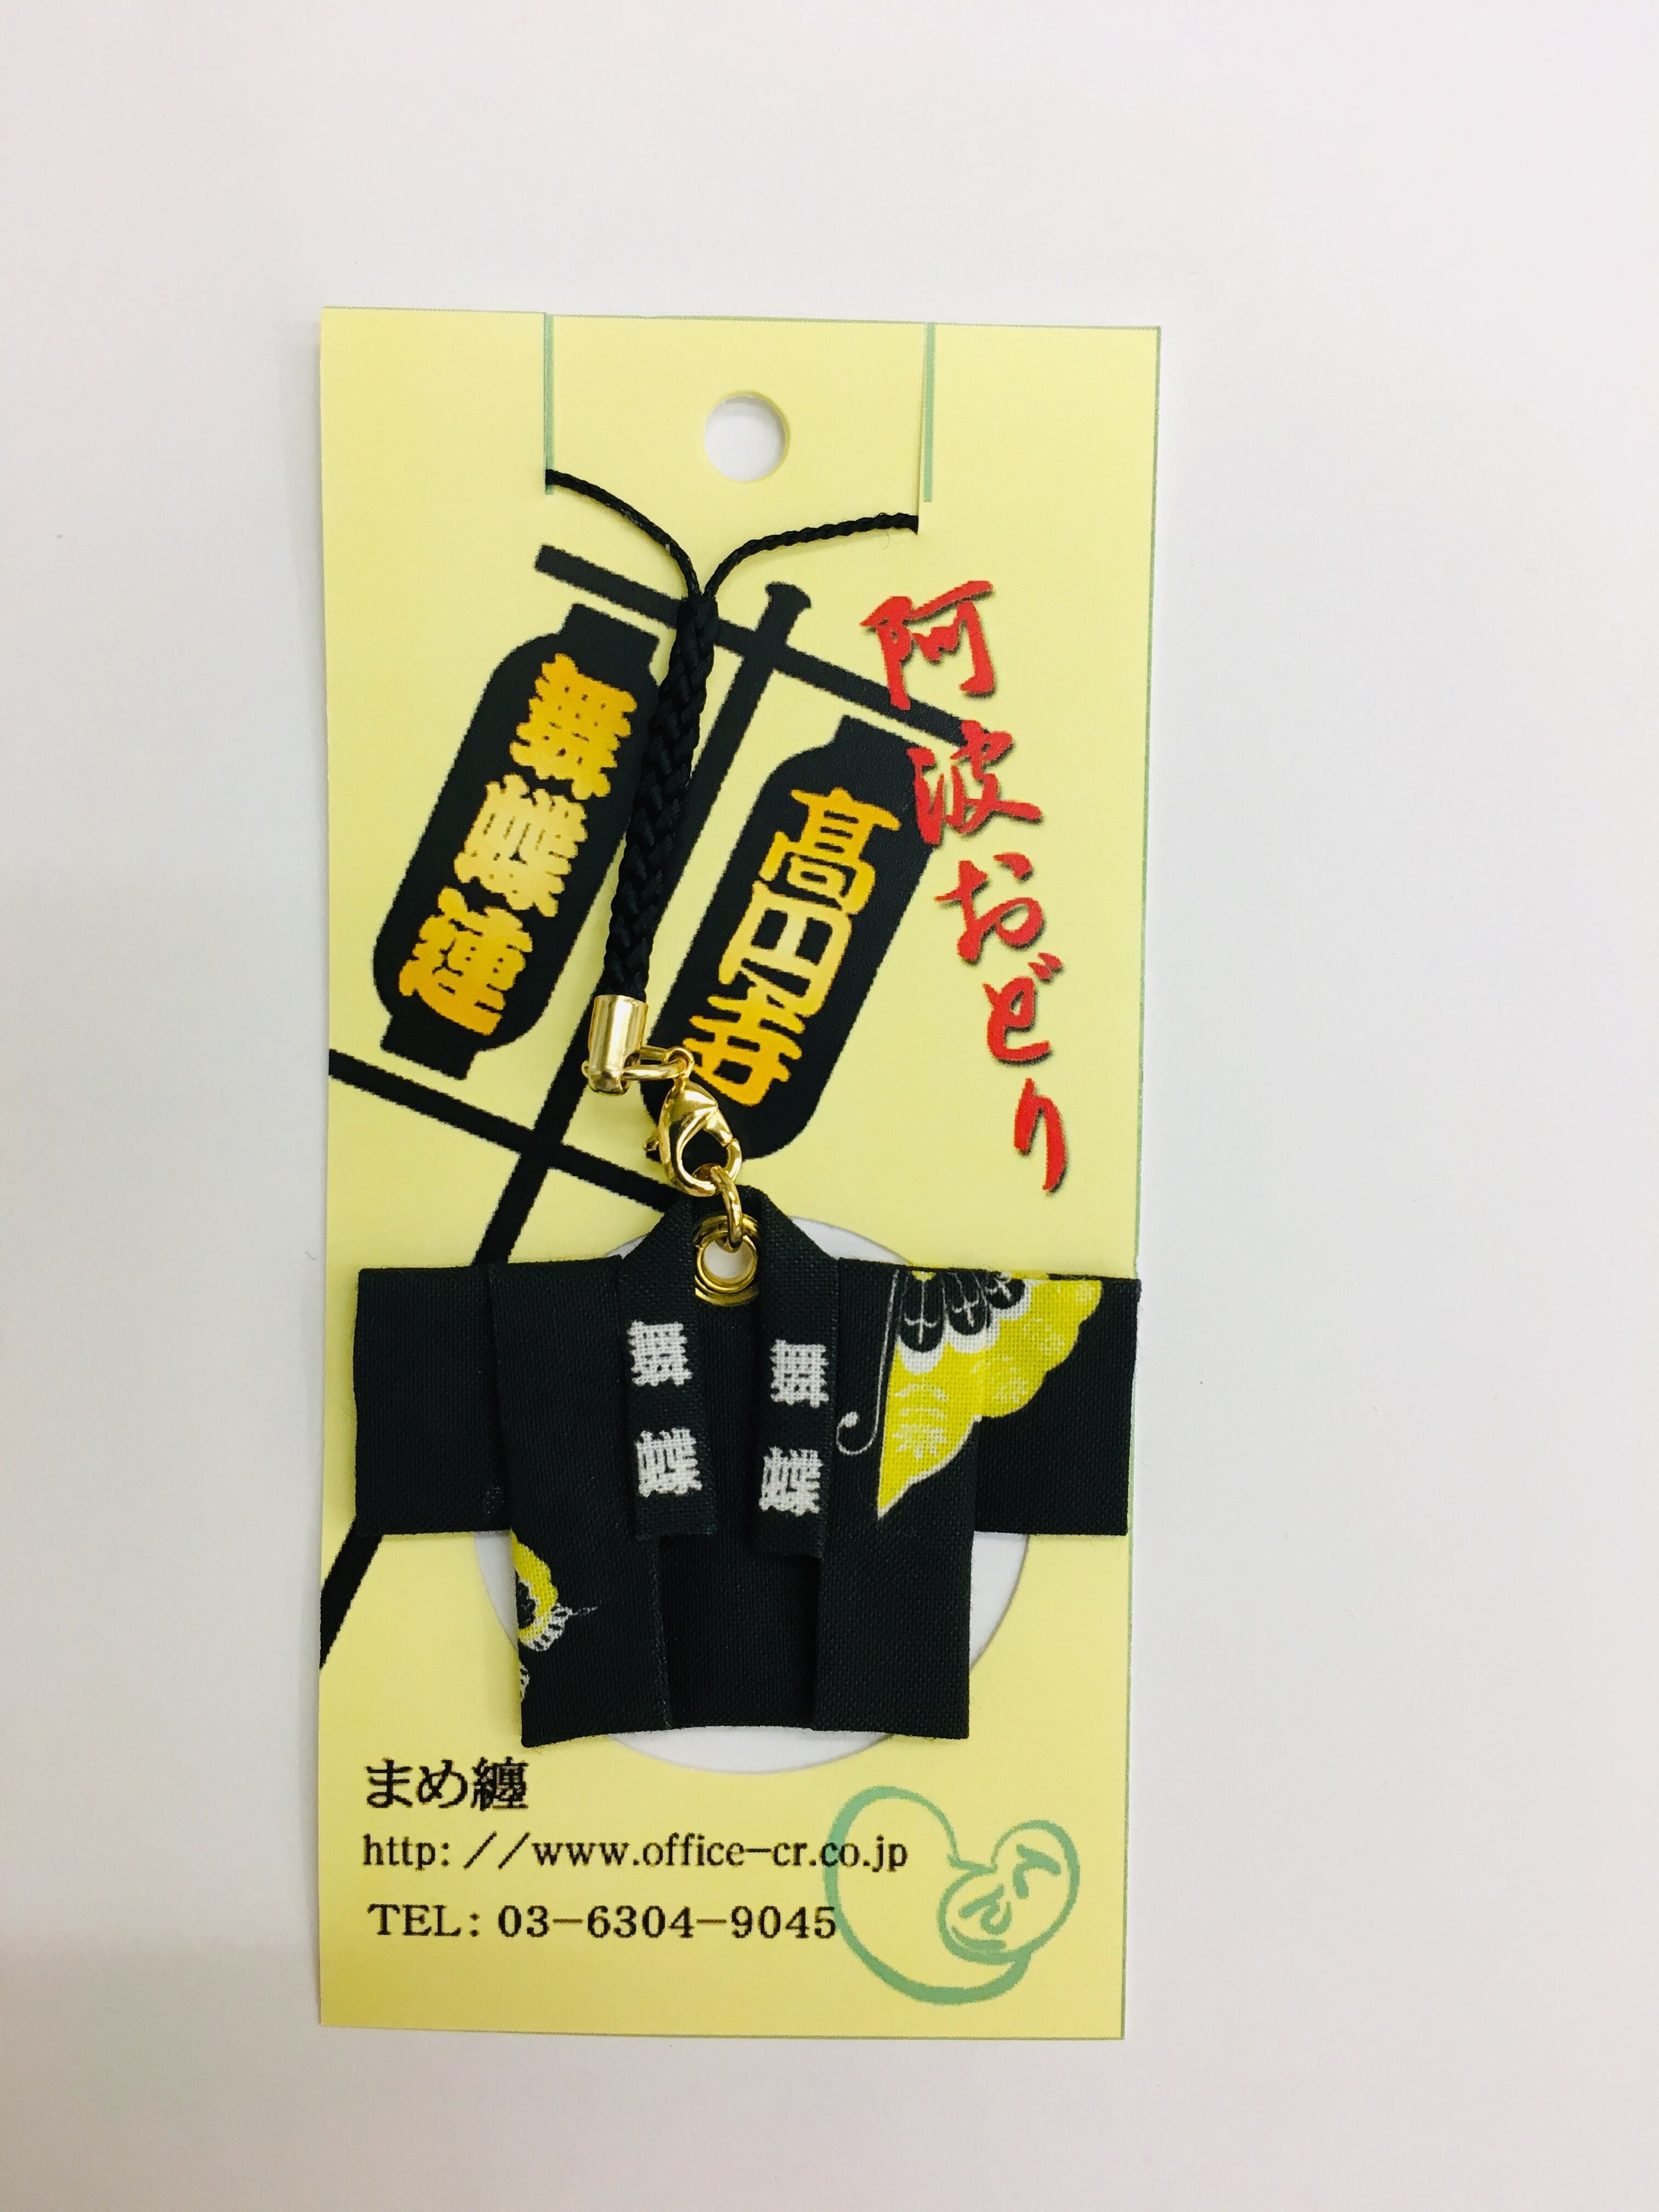 阿波おどり
高円寺
舞蝶連
舞蝶
舞蝶
まめ纏
http://www.office-cr.co.jp
TEL:03-6304-9045